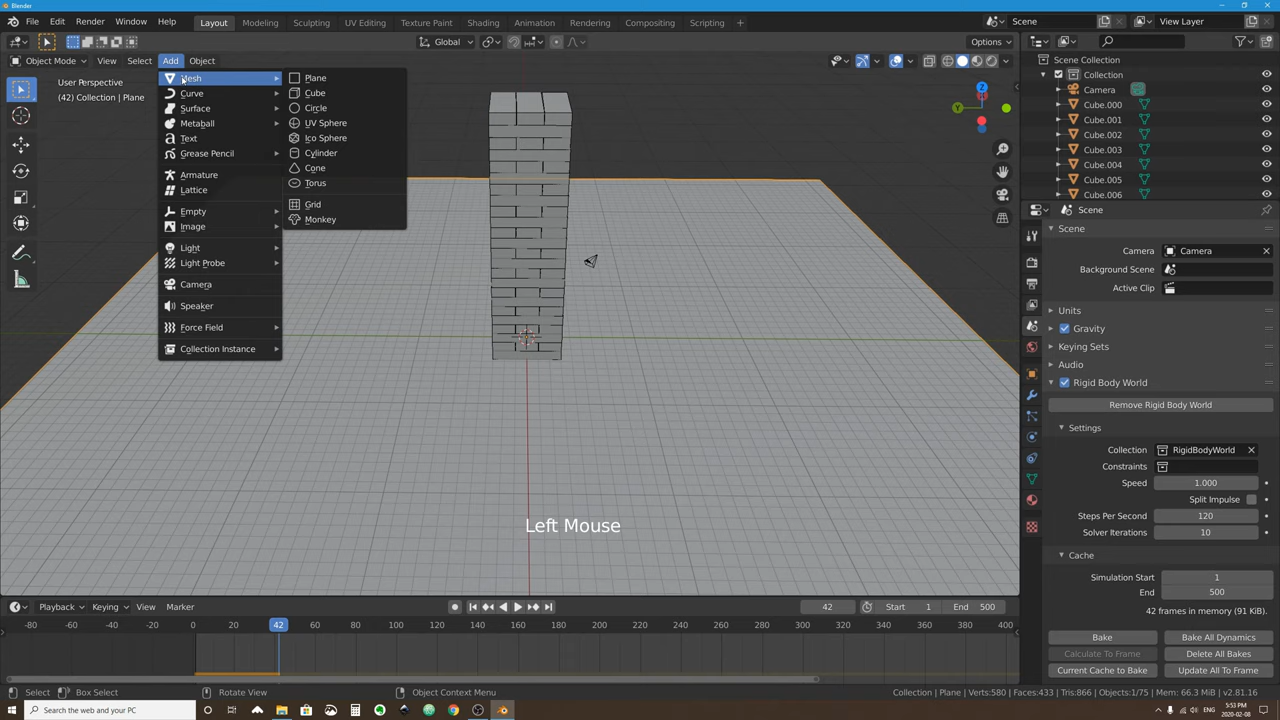 Blender
File Edit Render Window Help Layout Modeling Sculpting UV Editing Texture Paint Shading Animation Rendering Compositing Scripting + Scene View Layer
Global Options
Object Mode View Select Add Object
User Perspective
(42) Collection | Plane
Mesh
Curve
Surface
Metaball
Text
Grease Pencil
Armature
Lattice
Empty
Image
Light
Light Probe
Camera
Speaker
Force Field
Collection Instance
Plane
Cube
Circle
UV Sphere
Ico Sphere
Cylinder
Cone
Torus
Grid
Monkey
Z
Left Mouse
Scene Collection
Collection
Camera
Cube.000
Cube.001
Cube.002
Cube.003
Cube.004
Cube.005
Cube.006
Scene
Scene
Camera Camera
Background Scene
Active Clip
Units
Gravity
Keying Sets
Audio
Rigid Body World
Remove Rigid Body World
Settings
Collection RigidBodyWorld
Constraints
Speed 1.000
Split Impulse
Steps Per Second 120
Solver Iterations 10
Cache
Simulation Start 1
End 500
42 frames in memory (91 KiB).
Bake Bake All Dynamics
Calculate To Frame Delete All Bakes
Current Cache to Bake Update All To Frame
Playback Keying View Marker 42 Start 1 End 500
-80 -60 -40 -20 0 20 42 60 80 100 120 140 160 180 200 220 240 260 280 300 320 340 360 380 400
Select Box Select Rotate View Object Context Menu Collection | Plane | Verts:580 | Faces:433 | Tris:866 | Objects:1/75 | Mem: 66.3 MiB | v2.81.16
Search the web and your PC
5:53 PM
2020-02-08